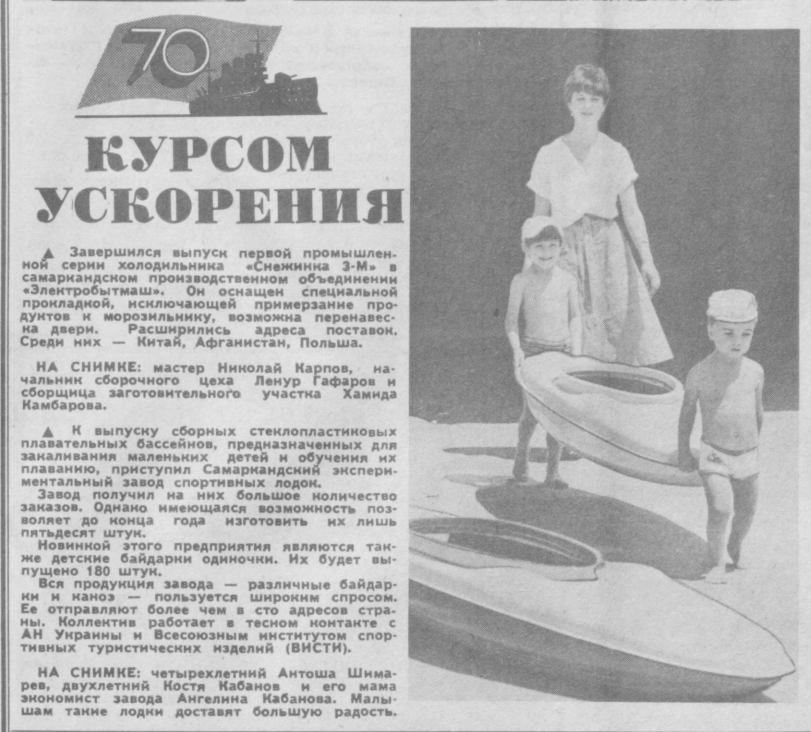 70
КУРСОМ
УСКОРЕНИЯ
▲ Завершился выпуск первой промышлен-
ной серии холодильника «Снежинка 3-М» в
самаркандском производственном объединении
«Электробытмаш». Он оснащен специальной
прокладкой, исключающей примерзание про-
дуктов к морозильнику, возможна перенавес-
ка двери. Расширились адреса поставок.
Среди них — Китай, Афганистан, Польша.
НА СНИМКЕ: мастер Николай Карпов, на-
чальник сборочного цеха Ленур Гафаров и
сборщица заготовительного участка Хамида
Камбарова.
▲ К выпуску сборных стеклопластиковых
плавательных бассейнов, предназначенных для
закаливания маленьких детей и обучения их
плаванию, приступил Самаркандский экспери-
ментальный завод спортивных лодок.
Завод получил на них большое количество
заказов. Однако имеющаяся возможность поз-
воляет до конца года изготовить их лишь
пятьдесят штук.
Новинкой этого предприятия являются так-
же детские байдарки одиночки. Их будет вы-
пущено 180 штук.
Вся продукция завода — различные байдар-
ки и каноэ — пользуется широким спросом.
Ее отправляют более чем в сто адресов стра-
ны. Коллектив работает в тесном контакте с
АН Украины и Всесоюзным институтом спор-
тивных туристических изделий (ВИСТИ).
НА СНИМКЕ: четырехлетний Антоша Шима-
рев, двухлетний Костя Кабанов и его мама
экономист завода Ангелина Кабанова. Малы-
шам такие лодки доставят большую радость.